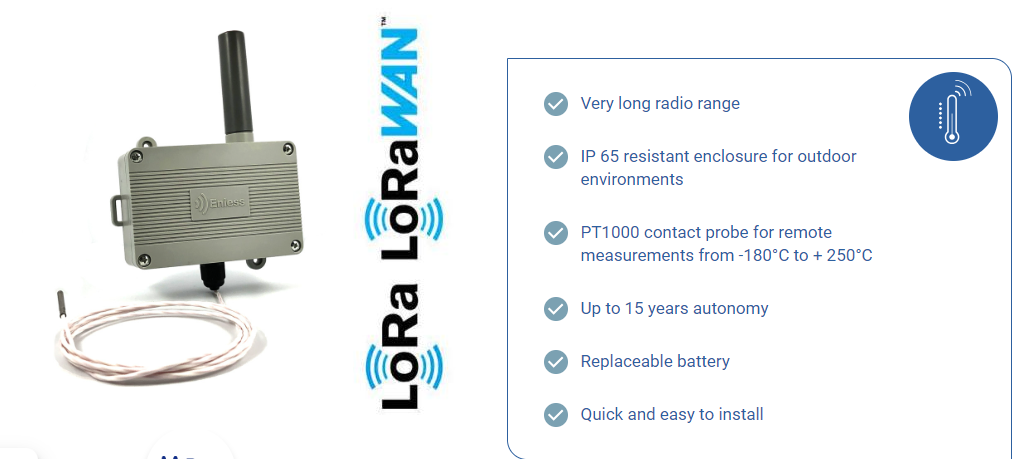 Enless
LoRa LoRaWAN™
Very long radio range
IP 65 resistant enclosure for outdoor
environments
PT1000 contact probe for remote
measurements from -180°C to + 250°C
Up to 15 years autonomy
Replaceable battery
Quick and easy to install